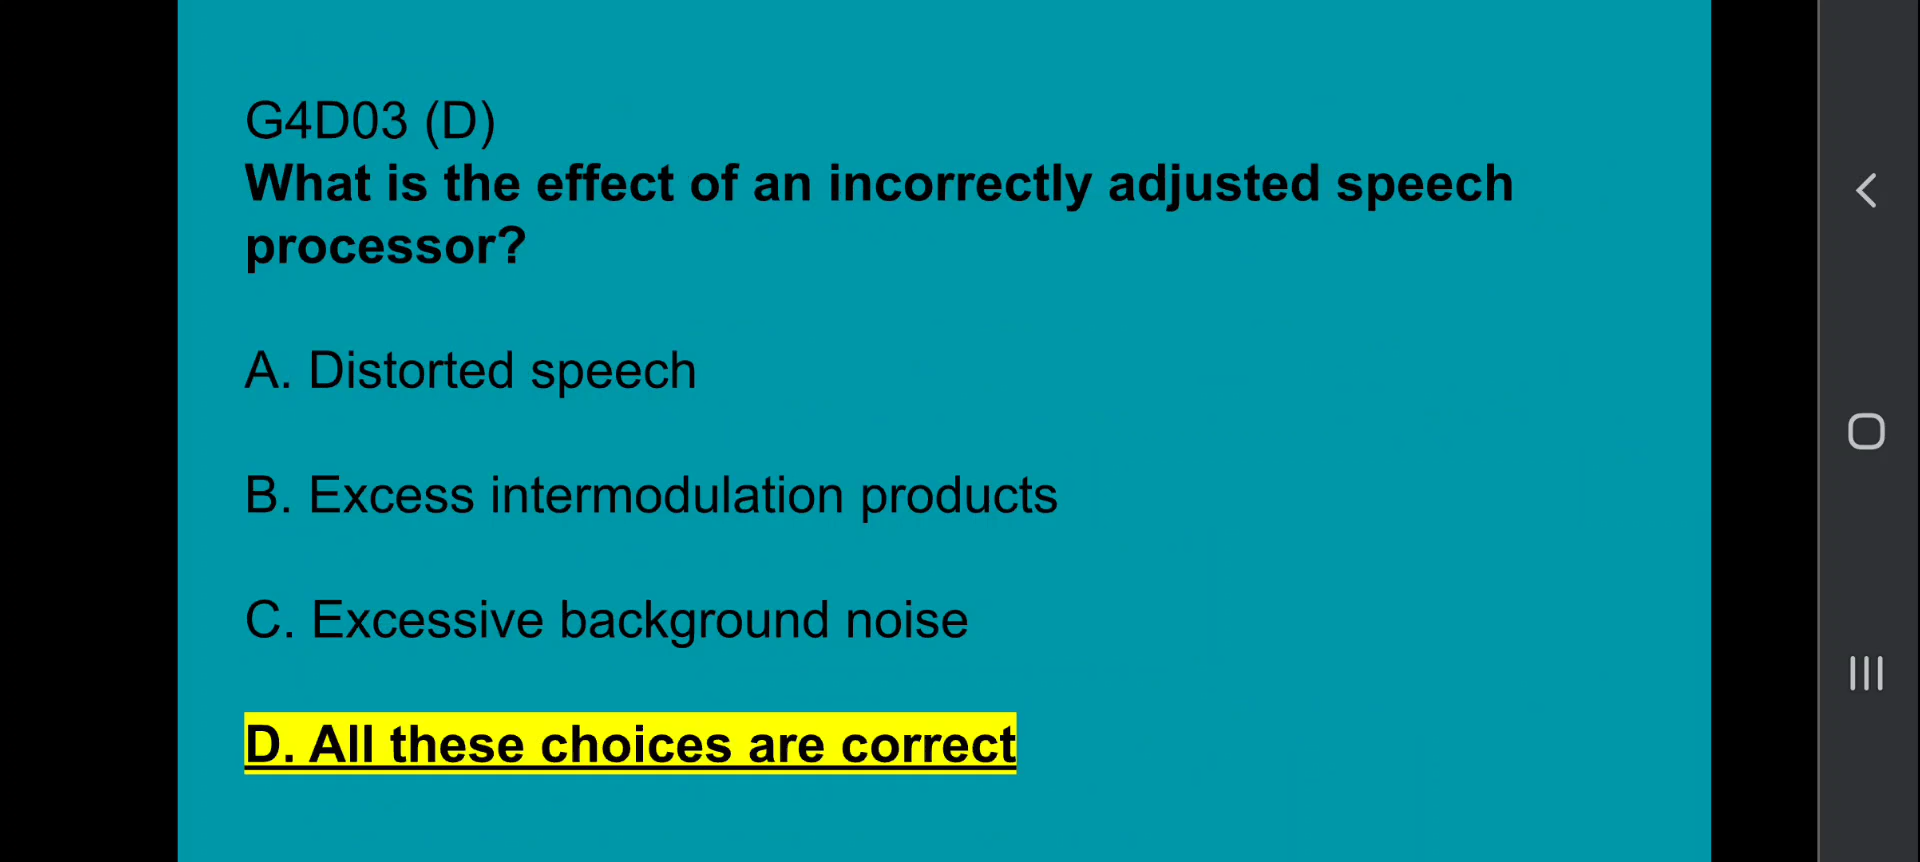 G4D03 (D)
What is the effect of an incorrectly adjusted speech
processor?
A. Distorted speech
B. Excess intermodulation products
C. Excessive background noise
D. All these choices are correct